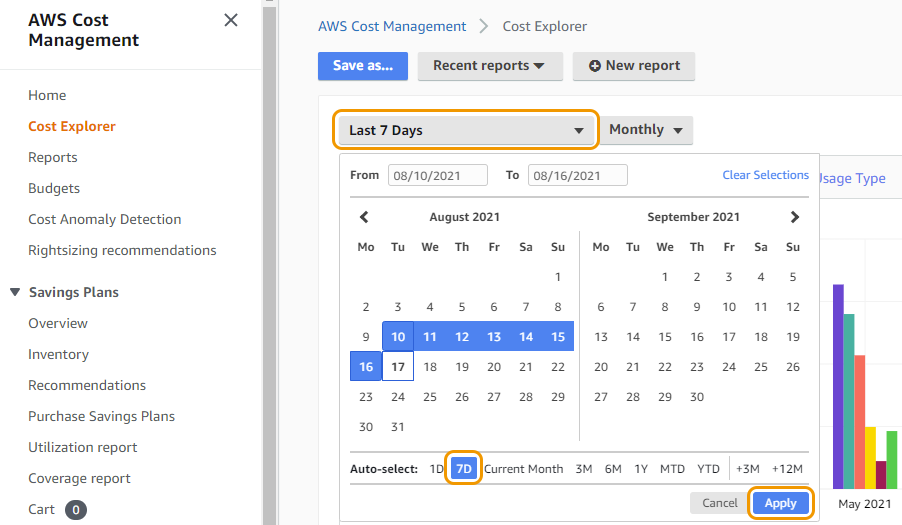 AWS Cost
Management
Home
Cost Explorer
Reports
Budgets
Cost Anomaly Detection
Rightsizing recommendations
Savings Plans
Overview
Inventory
Recommendations
Purchase Savings Plans
Utilization report
Coverage report
Cart 0
AWS Cost Management Cost Explorer
Save as... Recent reports New report
Last 7 Days Monthly
From 08/10/2021 To 08/16/2021 Clear Selections
Usage Type
August 2021 September 2021
Mo Tu We Th Fr Sa Su Mo Tu We Th Fr Sa Su
1 1 2 3 4 5
2 3 4 5 6 7 8 6 7 8 9 10 11 12
9 10 11 12 13 14 15 13 14 15 16 17 18 19
16 17 18 19 20 21 22 20 21 22 23 24 25 26
23 24 25 26 27 28 29 27 28 29 30
30 31
Auto-select: 1D 7D Current Month 3M 6M 1Y MTD YTD +3M +12M
Cancel Apply
May 2021